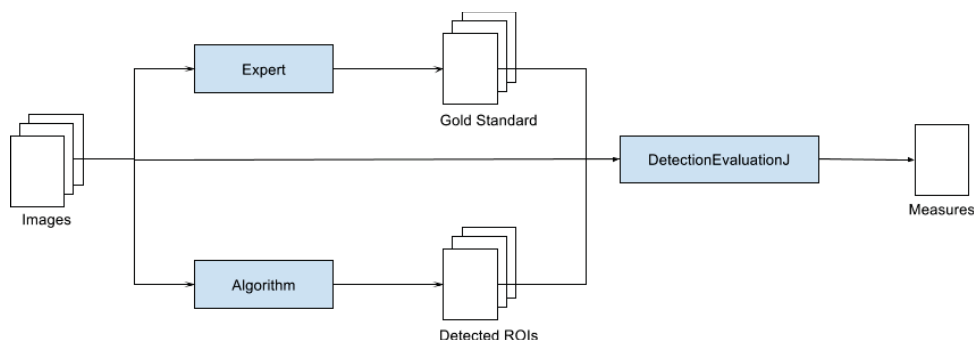 Expert
Gold Standard
Images
DetectionEvaluationJ
Measures
Algorithm
Detected ROIs